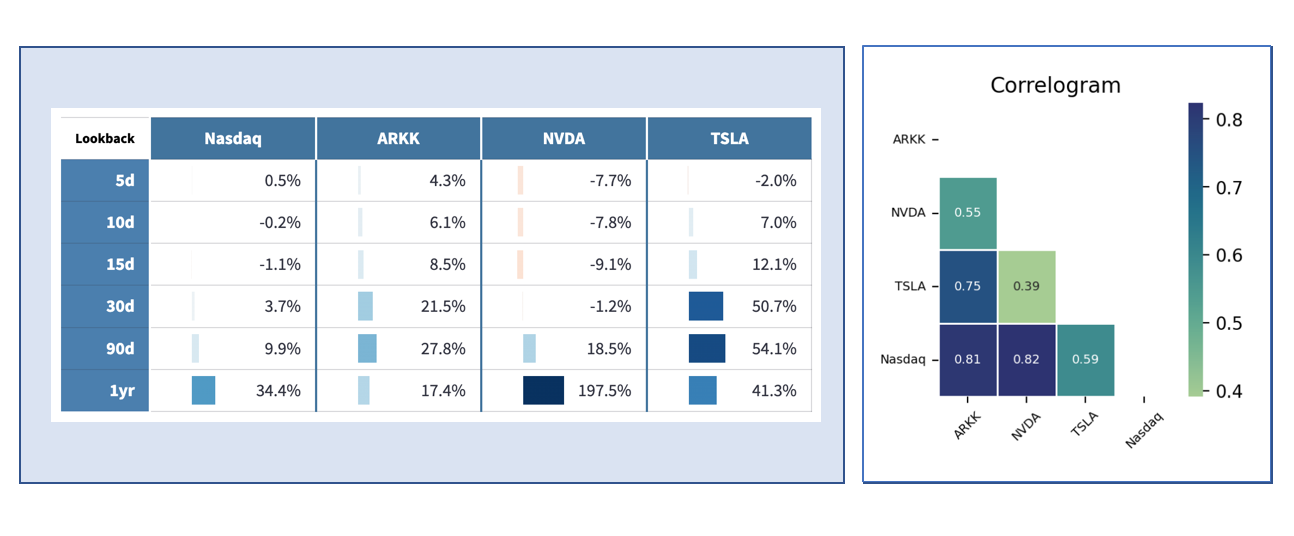 Lookback Nasdaq ARKK NVDA TSLA
5d 0.5% 4.3% -7.7% -2.0%
10d -0.2% 6.1% -7.8% 7.0%
15d -1.1% 8.5% -9.1% 12.1%
30d 3.7% 21.5% -1.2% 50.7%
90d 9.9% 27.8% 18.5% 54.1%
1yr 34.4% 17.4% 197.5% 41.3%
Correlogram
ARKK
NVDA 0.55
TSLA 0.75 0.39
Nasdaq 0.81 0.82 0.59
ARKK NVDA TSLA Nasdaq
0.8
0.7
0.6
0.5
0.4